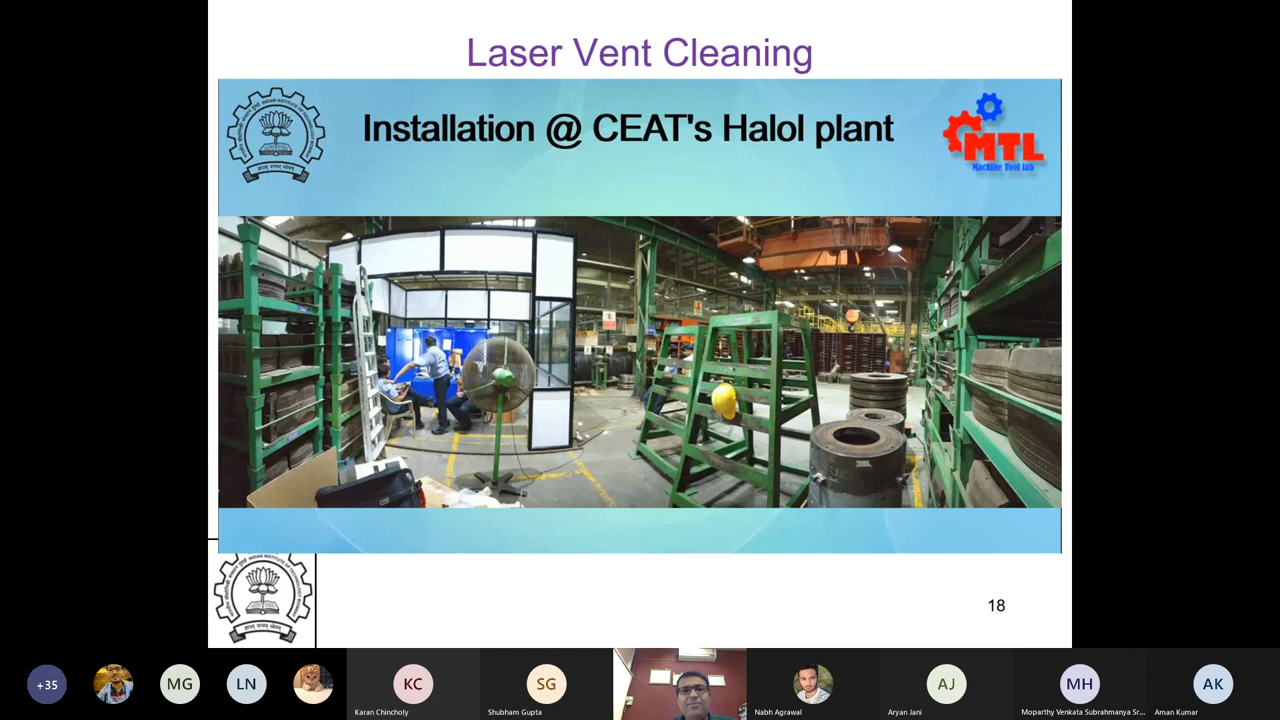 Laser Vent Cleaning
Installation @ CEAT's Halol plant
MTL
Machine Tool lab
18
+35
MG
LN
KC
SG
AJ
MH
AK
Karan Chincholy
Shubham Gupta
Nabh Agrawal
Aryan Jani
Moparthy Venkata Subrahmanya Sr...
Aman Kumar